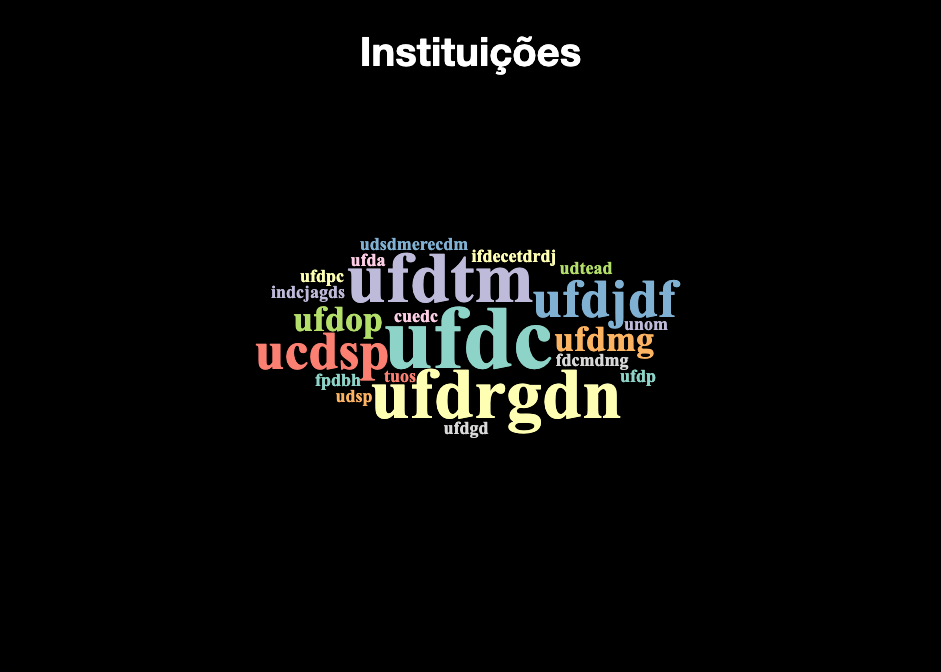 Instituições
udsdmerecdm
ifdecetdrdj
ufda
udtead
ufdpc
ufdtm
indcjagds
ufdjdf
ufdop
cuedc
unom
ufdc
ufdmg
ucdsp
fdcmdmg
fpdbh
tuos
ufdp
udsp
ufdrgdn
ufdgd